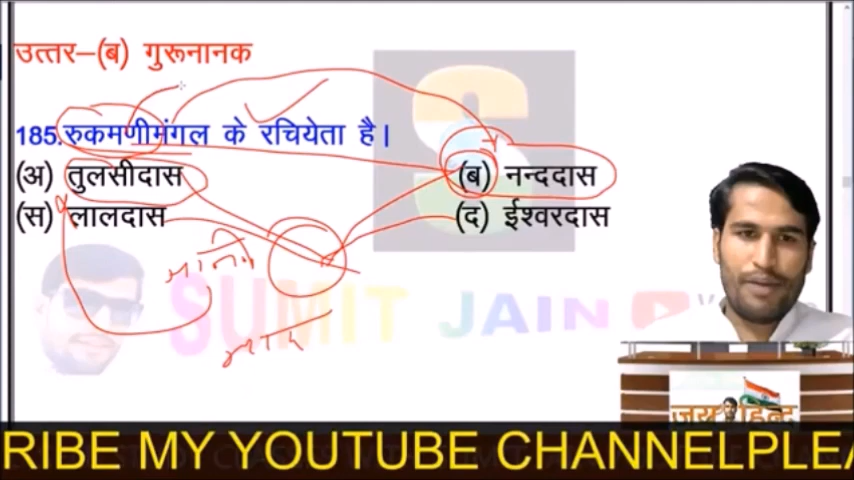 उत्तर–(ब) गुरूनानक
185.रुकमणीमंगल के रचियेता है।
(अ) तुलसीदास (ब) नन्ददास
(स) लालदास (द) ईश्वरदास
SUMIT JAIN
जय हिन्द
RIBE MY YOUTUBE CHANNELPLEA